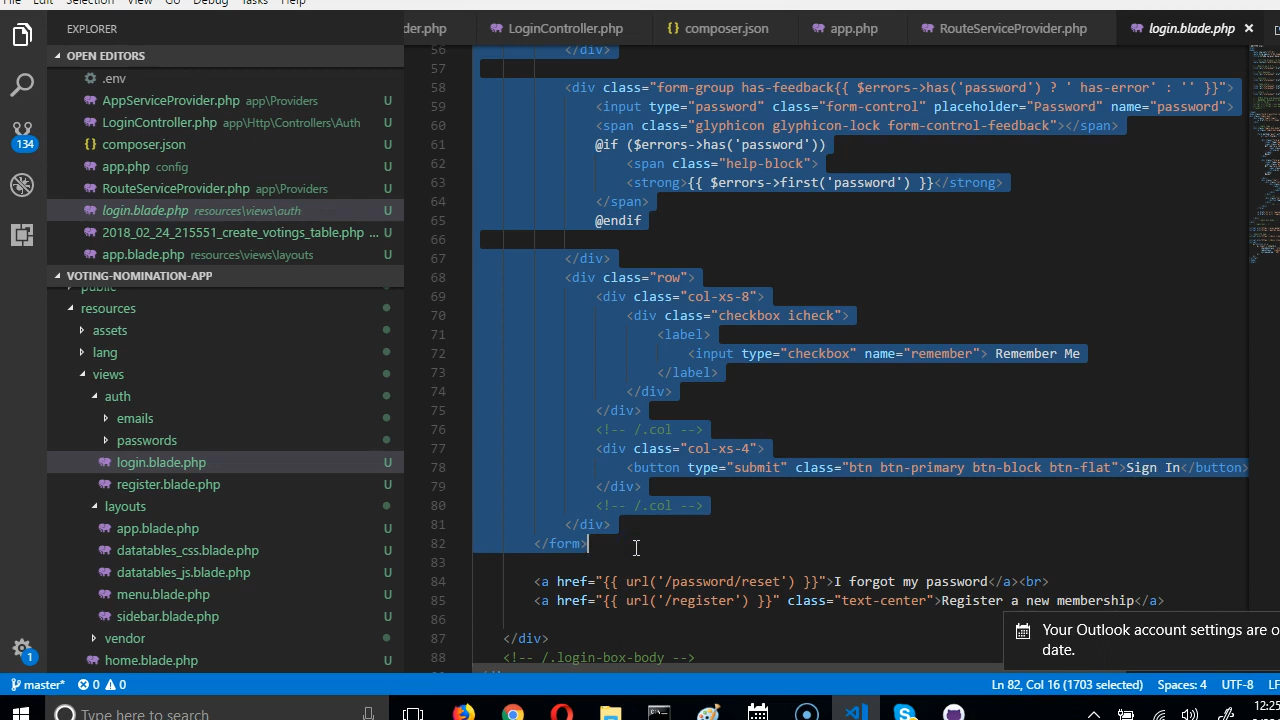 File Edit Selection View Go Debug Tasks Help
EXPLORER
der.php LoginController.php composer.json app.php RouteServiceProvider.php login.blade.php ×
OPEN EDITORS
.env
AppServiceProvider.php app\Providers U
LoginController.php app\Http\Controllers\Auth U
{} composer.json U
app.php config U
RouteServiceProvider.php app\Providers U
login.blade.php resources\views\auth U
2018_02_24_215551_create_votings_table.php ... U
app.blade.php resources\views\layouts U
VOTING-NOMINATION-APP
public
resources
assets
lang
views
auth
emails
passwords
login.blade.php U
register.blade.php U
layouts
app.blade.php U
datatables_css.blade.php U
datatables_js.blade.php U
menu.blade.php U
sidebar.blade.php U
vendor
home.blade.php U
134
1
56 </div>
57
58 <div class="form-group has-feedback{{ $errors->has('password') ? ' has-error' : '' }}">
59 <input type="password" class="form-control" placeholder="Password" name="password">
60 <span class="glyphicon glyphicon-lock form-control-feedback"></span>
61 @if ($errors->has('password'))
62 <span class="help-block">
63 <strong>{{ $errors->first('password') }}</strong>
64 </span>
65 @endif
66
67 </div>
68 <div class="row">
69 <div class="col-xs-8">
70 <div class="checkbox icheck">
71 <label>
72 <input type="checkbox" name="remember"> Remember Me
73 </label>
74 </div>
75 </div>
76 <!-- /.col -->
77 <div class="col-xs-4">
78 <button type="submit" class="btn btn-primary btn-block btn-flat">Sign In</button>
79 </div>
80 <!-- /.col -->
81 </div>
82 </form>
83
84 <a href="{{ url('/password/reset') }}">I forgot my password</a><br>
85 <a href="{{ url('/register') }}" class="text-center">Register a new membership</a>
86
87 </div>
88 <!-- /.login-box-body -->
Your Outlook account settings are o
date.
master* 0 0 Ln 82, Col 16 (1703 selected) Spaces: 4 UTF-8 LF
Type here to search